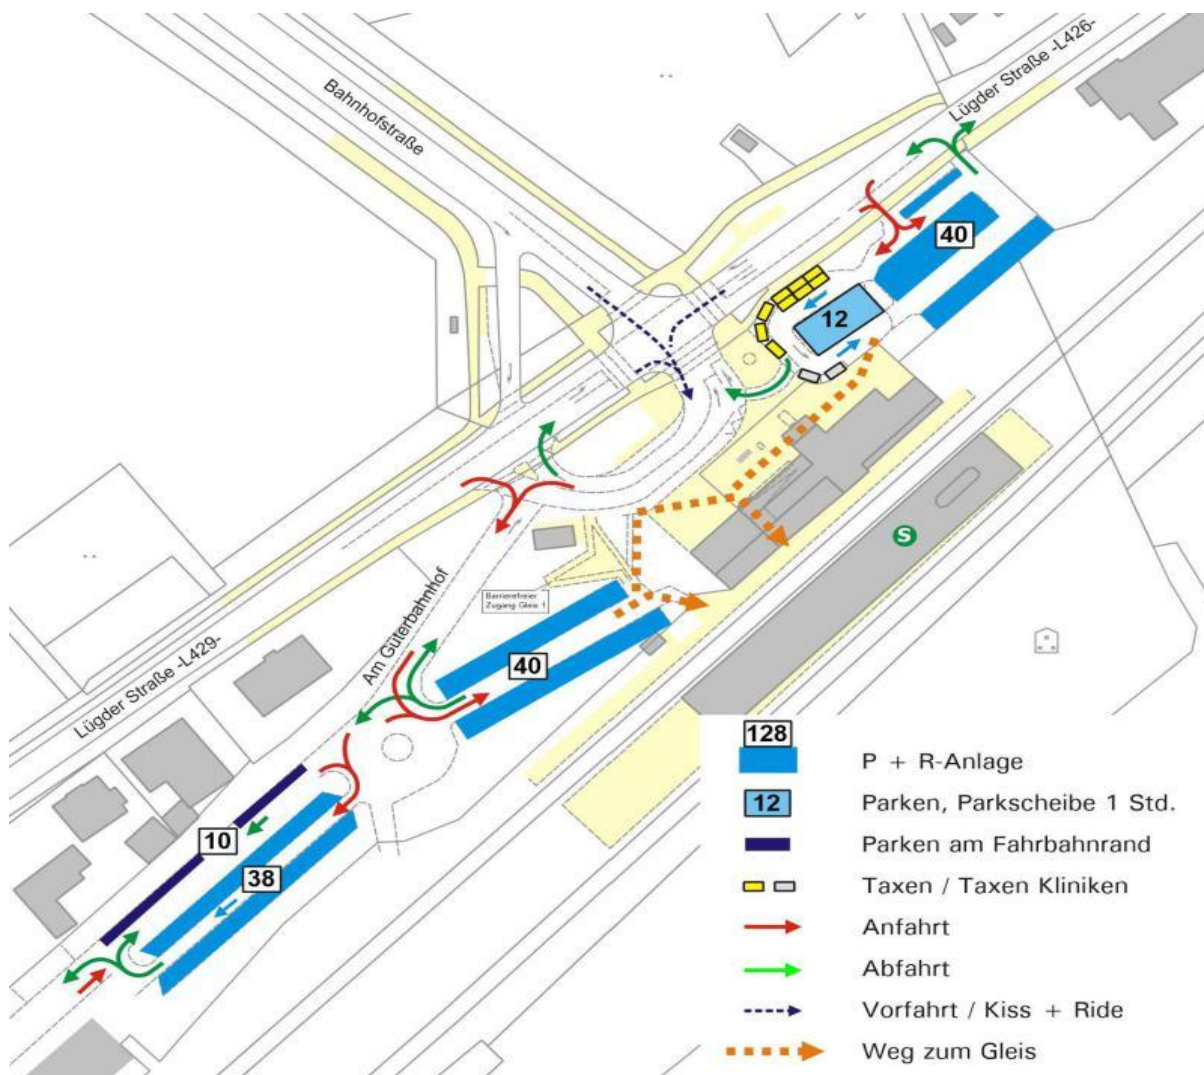 Bahnhofstraße
Lügder Straße -L426-
40
12
S
Am Güterbahnhof
Barrierefreier
Zugang Gleis 1
40
Lügder Straße -L429-
10
38
128
P + R-Anlage
12
Parken, Parkscheibe 1 Std.
Parken am Fahrbahnrand
Taxen / Taxen Kliniken
Anfahrt
Abfahrt
Vorfahrt / Kiss + Ride
Weg zum Gleis